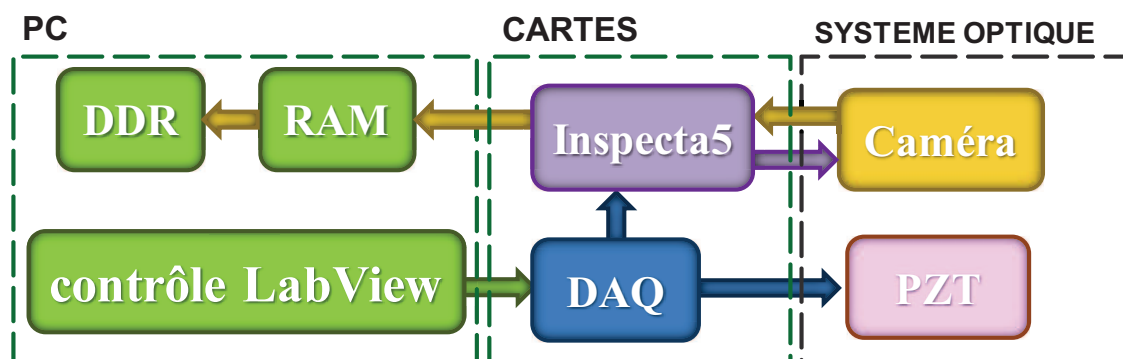 PC
CARTES
SYSTEME OPTIQUE
DDR
RAM
Inspecta5
Caméra
contrôle LabView
DAQ
PZT